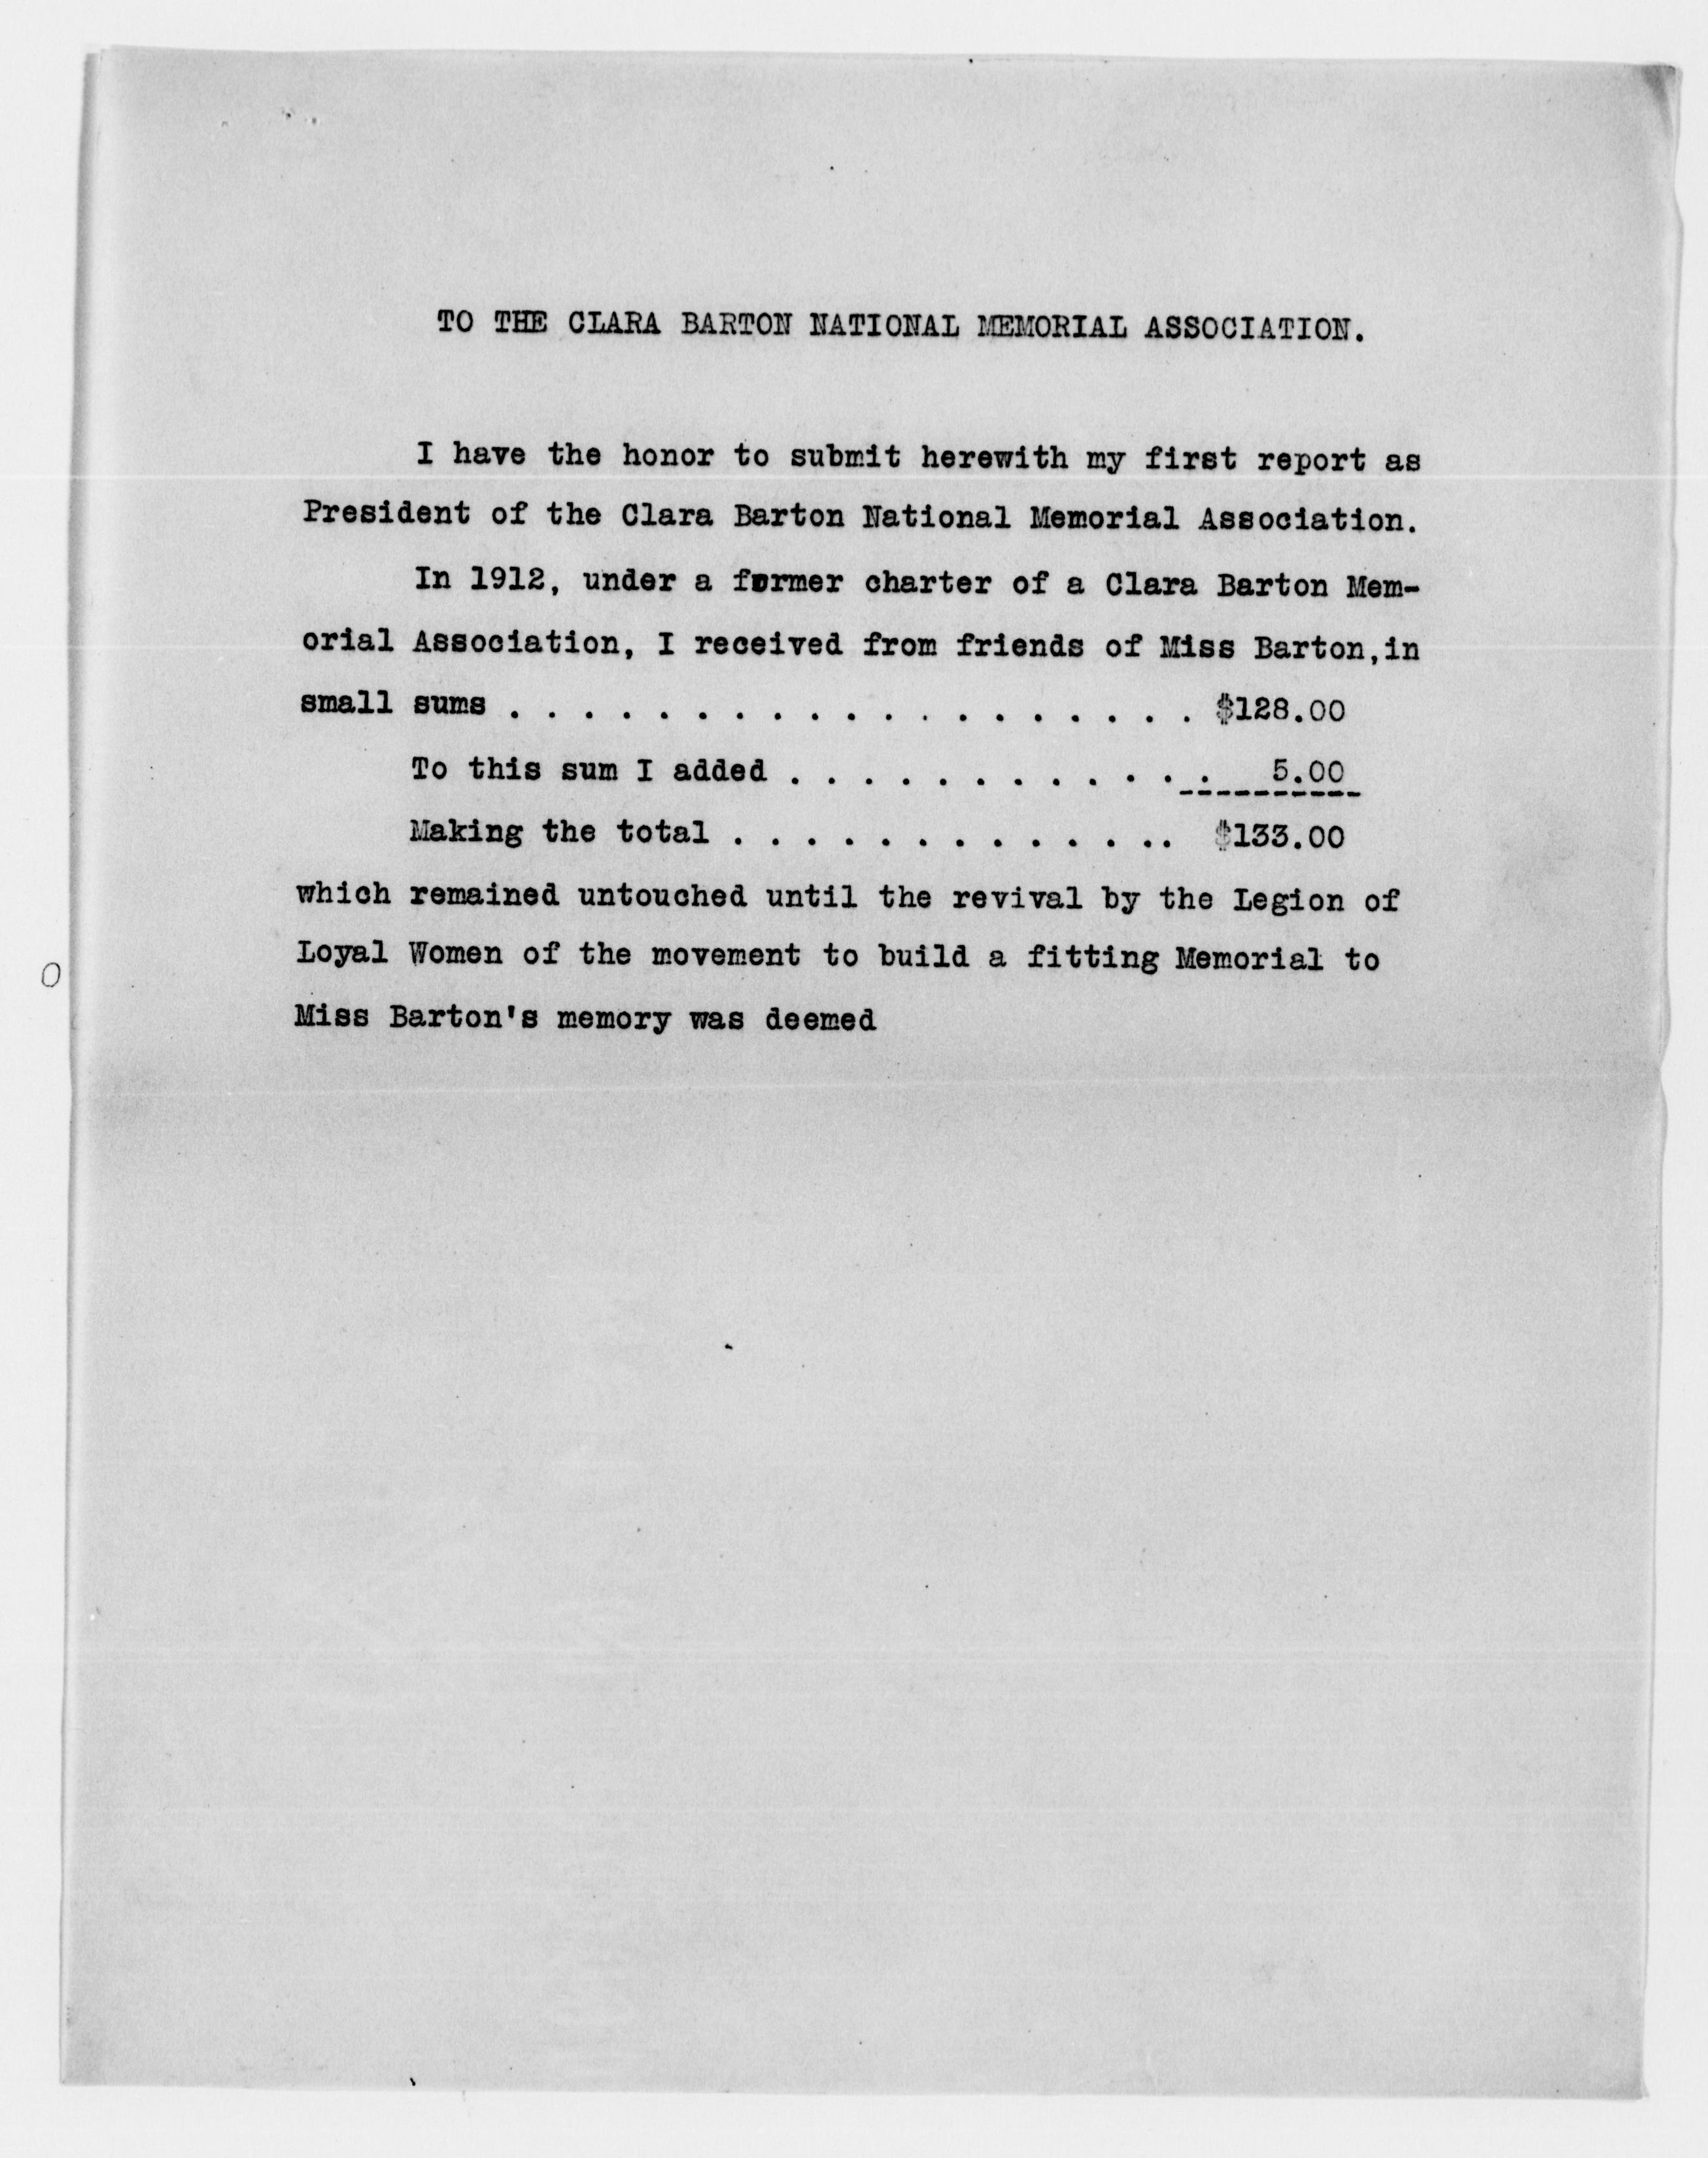 TO THE CLARA BARTON NATIONAL MEMORIAL ASSOCIATION.
I have the honor to submit herewith my first report as
President of the Clara Barton National Memorial Association.
In 1912, under a former charter of a Clara Barton Mem-
orial Association, I received from friends of Miss Barton,in
small sums . . . . . . . . . . . . . . . . . . . $128.00
To this sum I added . . . . . . . . . . . . 5.00
----------
Making the total . . . . . . . . . . . . .. $133.00
which remained untouched until the revival by the Legion of
Loyal Women of the movement to build a fitting Memorial to
Miss Barton's memory was deemed
O